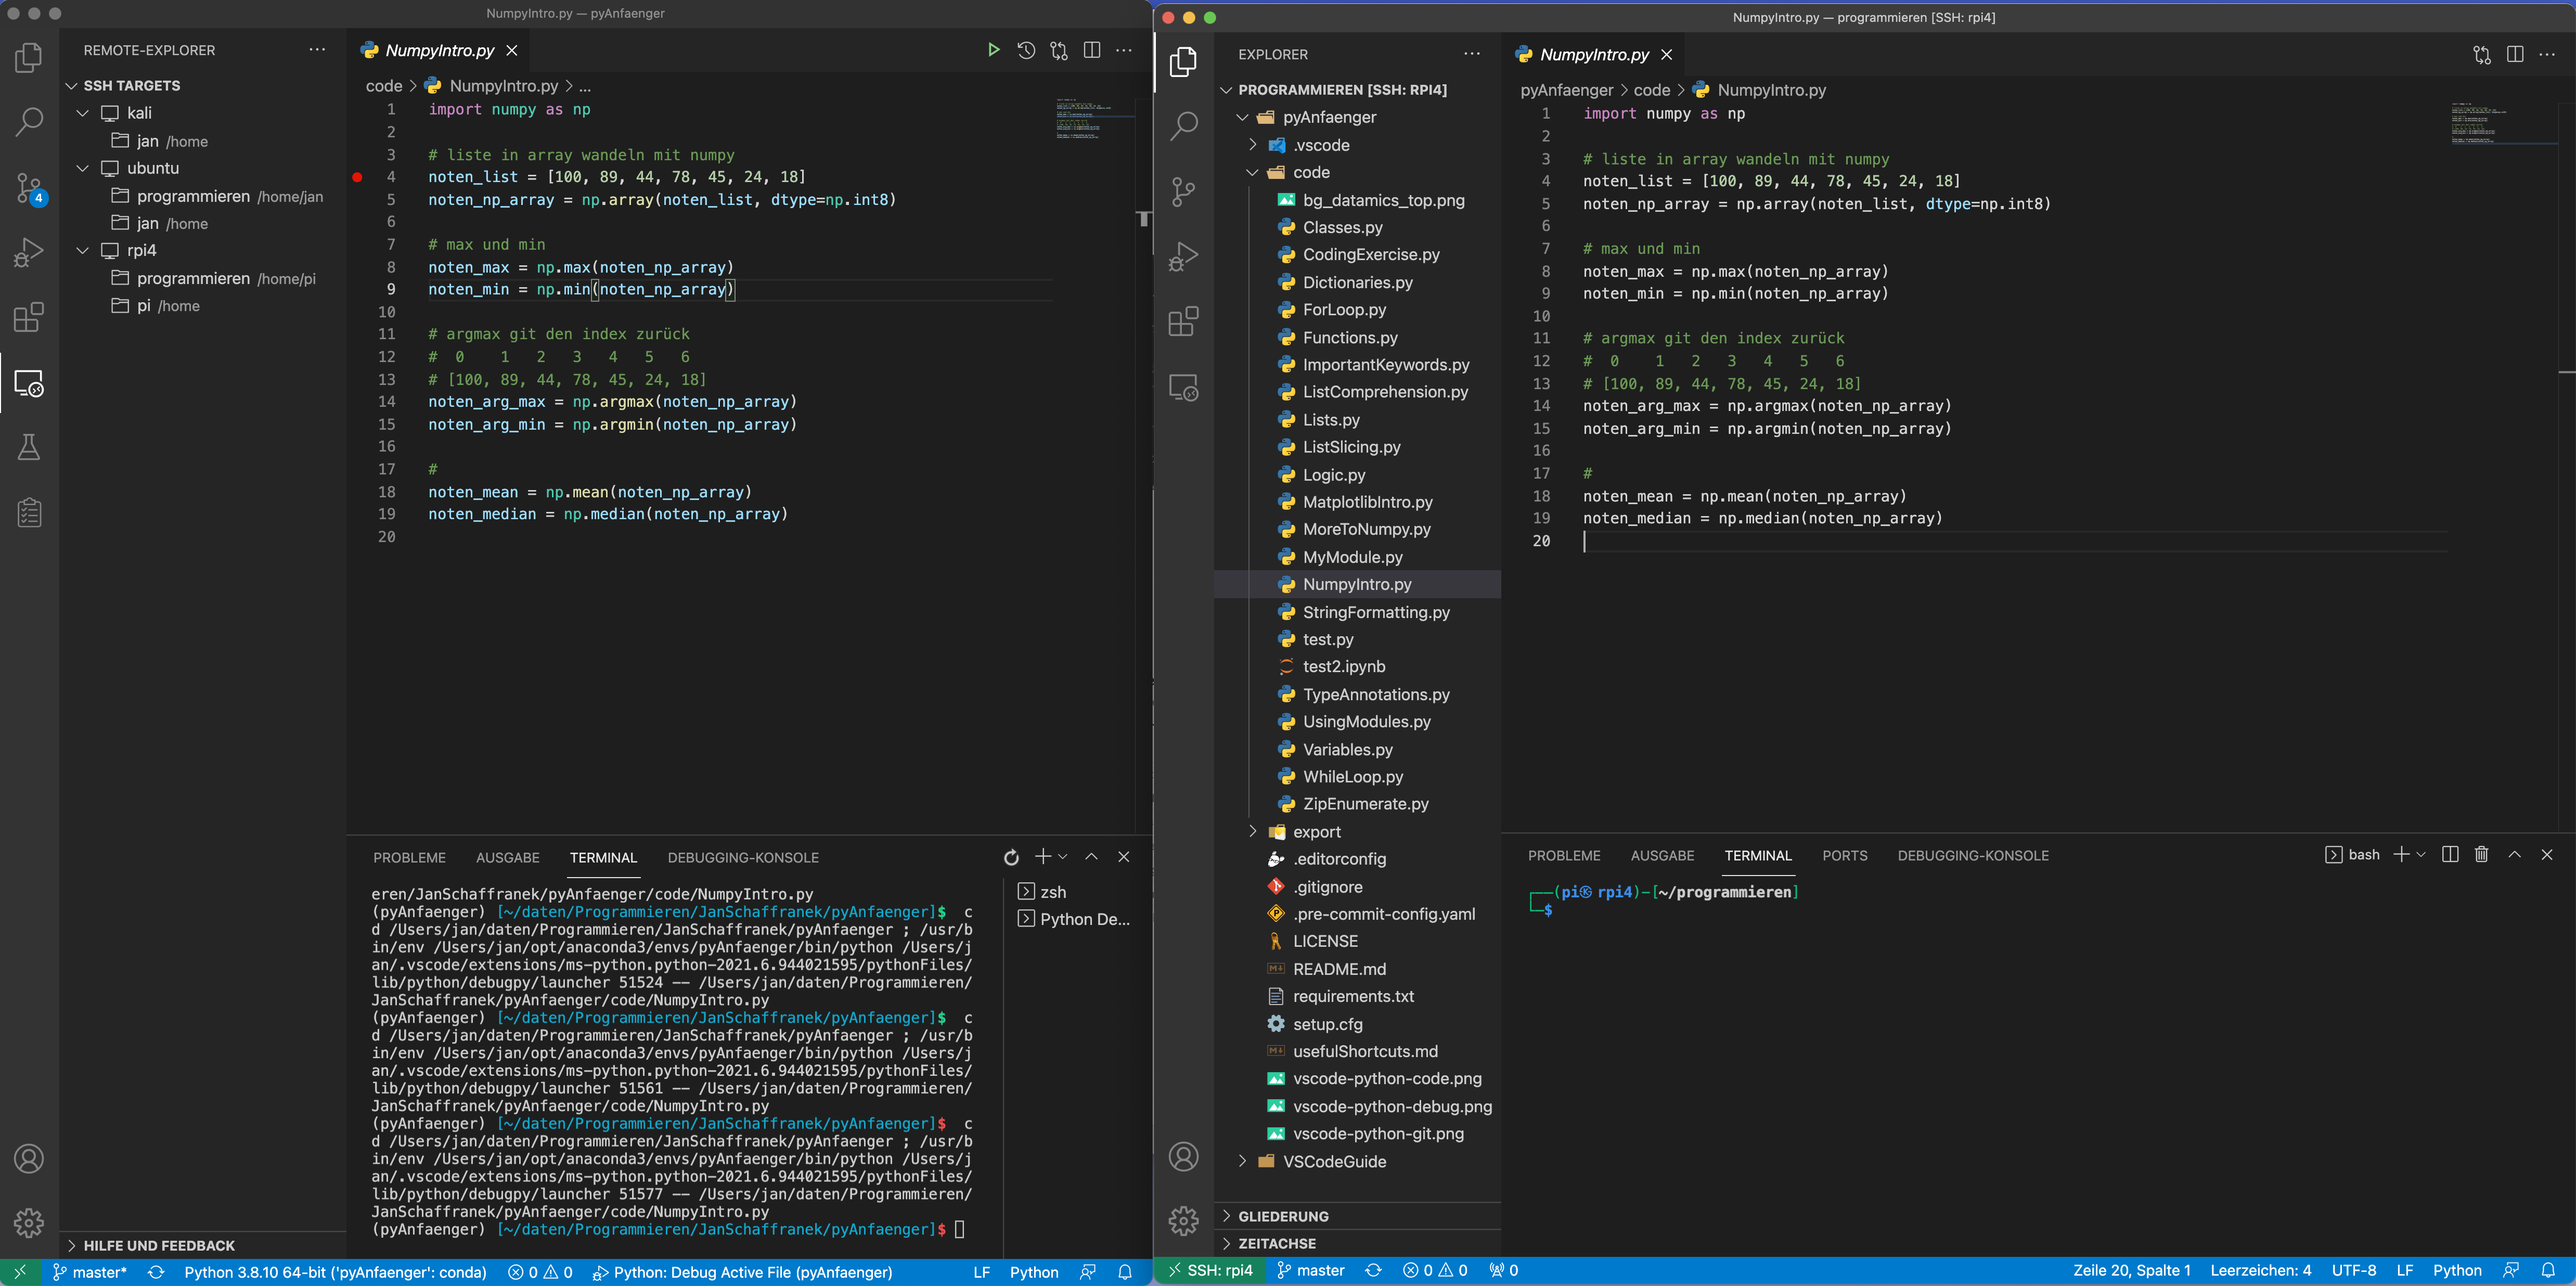 NumpyIntro.py — pyAnfaenger
REMOTE-EXPLORER
SSH TARGETS
kali
jan /home
ubuntu
programmieren /home/jan
jan /home
rpi4
programmieren /home/pi
pi /home
HILFE UND FEEDBACK
4
NumpyIntro.py
code > NumpyIntro.py > ...
1 import numpy as np
2
3 # liste in array wandeln mit numpy
4 noten_list = [100, 89, 44, 78, 45, 24, 18]
5 noten_np_array = np.array(noten_list, dtype=np.int8)
6
7 # max und min
8 noten_max = np.max(noten_np_array)
9 noten_min = np.min(noten_np_array)
10
11 # argmax git den index zurück
12 #  0    1   2   3   4   5   6
13 # [100, 89, 44, 78, 45, 24, 18]
14 noten_arg_max = np.argmax(noten_np_array)
15 noten_arg_min = np.argmin(noten_np_array)
16
17 #
18 noten_mean = np.mean(noten_np_array)
19 noten_median = np.median(noten_np_array)
20
PROBLEME AUSGABE TERMINAL DEBUGGING-KONSOLE
eren/JanSchaffranek/pyAnfaenger/code/NumpyIntro.py
(pyAnfaenger) [~/daten/Programmieren/JanSchaffranek/pyAnfaenger]$  c
d /Users/jan/daten/Programmieren/JanSchaffranek/pyAnfaenger ; /usr/b
in/env /Users/jan/opt/anaconda3/envs/pyAnfaenger/bin/python /Users/j
an/.vscode/extensions/ms-python.python-2021.6.944021595/pythonFiles/
lib/python/debugpy/launcher 51524 -- /Users/jan/daten/Programmieren/
JanSchaffranek/pyAnfaenger/code/NumpyIntro.py
(pyAnfaenger) [~/daten/Programmieren/JanSchaffranek/pyAnfaenger]$  c
d /Users/jan/daten/Programmieren/JanSchaffranek/pyAnfaenger ; /usr/b
in/env /Users/jan/opt/anaconda3/envs/pyAnfaenger/bin/python /Users/j
an/.vscode/extensions/ms-python.python-2021.6.944021595/pythonFiles/
lib/python/debugpy/launcher 51561 -- /Users/jan/daten/Programmieren/
JanSchaffranek/pyAnfaenger/code/NumpyIntro.py
(pyAnfaenger) [~/daten/Programmieren/JanSchaffranek/pyAnfaenger]$  c
d /Users/jan/daten/Programmieren/JanSchaffranek/pyAnfaenger ; /usr/b
in/env /Users/jan/opt/anaconda3/envs/pyAnfaenger/bin/python /Users/j
an/.vscode/extensions/ms-python.python-2021.6.944021595/pythonFiles/
lib/python/debugpy/launcher 51577 -- /Users/jan/daten/Programmieren/
JanSchaffranek/pyAnfaenger/code/NumpyIntro.py
(pyAnfaenger) [~/daten/Programmieren/JanSchaffranek/pyAnfaenger]$
zsh
Python De...
master* Python 3.8.10 64-bit ('pyAnfaenger': conda) 0 0 Python: Debug Active File (pyAnfaenger) LF Python
NumpyIntro.py — programmieren [SSH: rpi4]
EXPLORER
PROGRAMMIEREN [SSH: RPI4]
pyAnfaenger
.vscode
code
bg_datamics_top.png
Classes.py
CodingExercise.py
Dictionaries.py
ForLoop.py
Functions.py
ImportantKeywords.py
ListComprehension.py
Lists.py
ListSlicing.py
Logic.py
MatplotlibIntro.py
MoreToNumpy.py
MyModule.py
NumpyIntro.py
StringFormatting.py
test.py
test2.ipynb
TypeAnnotations.py
UsingModules.py
Variables.py
WhileLoop.py
ZipEnumerate.py
export
.editorconfig
.gitignore
.pre-commit-config.yaml
LICENSE
README.md
requirements.txt
setup.cfg
usefulShortcuts.md
vscode-python-code.png
vscode-python-debug.png
vscode-python-git.png
VSCodeGuide
GLIEDERUNG
ZEITACHSE
NumpyIntro.py
pyAnfaenger > code > NumpyIntro.py
1 import numpy as np
2
3 # liste in array wandeln mit numpy
4 noten_list = [100, 89, 44, 78, 45, 24, 18]
5 noten_np_array = np.array(noten_list, dtype=np.int8)
6
7 # max und min
8 noten_max = np.max(noten_np_array)
9 noten_min = np.min(noten_np_array)
10
11 # argmax git den index zurück
12 #  0    1   2   3   4   5   6
13 # [100, 89, 44, 78, 45, 24, 18]
14 noten_arg_max = np.argmax(noten_np_array)
15 noten_arg_min = np.argmin(noten_np_array)
16
17 #
18 noten_mean = np.mean(noten_np_array)
19 noten_median = np.median(noten_np_array)
20
PROBLEME AUSGABE TERMINAL PORTS DEBUGGING-KONSOLE
bash
┌──(pi㉿ rpi4)-[~/programmieren]
└─$
SSH: rpi4 master 0 0 0 Zeile 20, Spalte 1 Leerzeichen: 4 UTF-8 LF Python